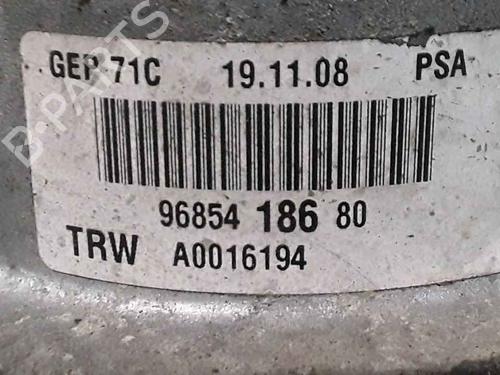 GEP 71C 19.11.08 PSA
96854 186 80
TRW A0016194
B-PARTS